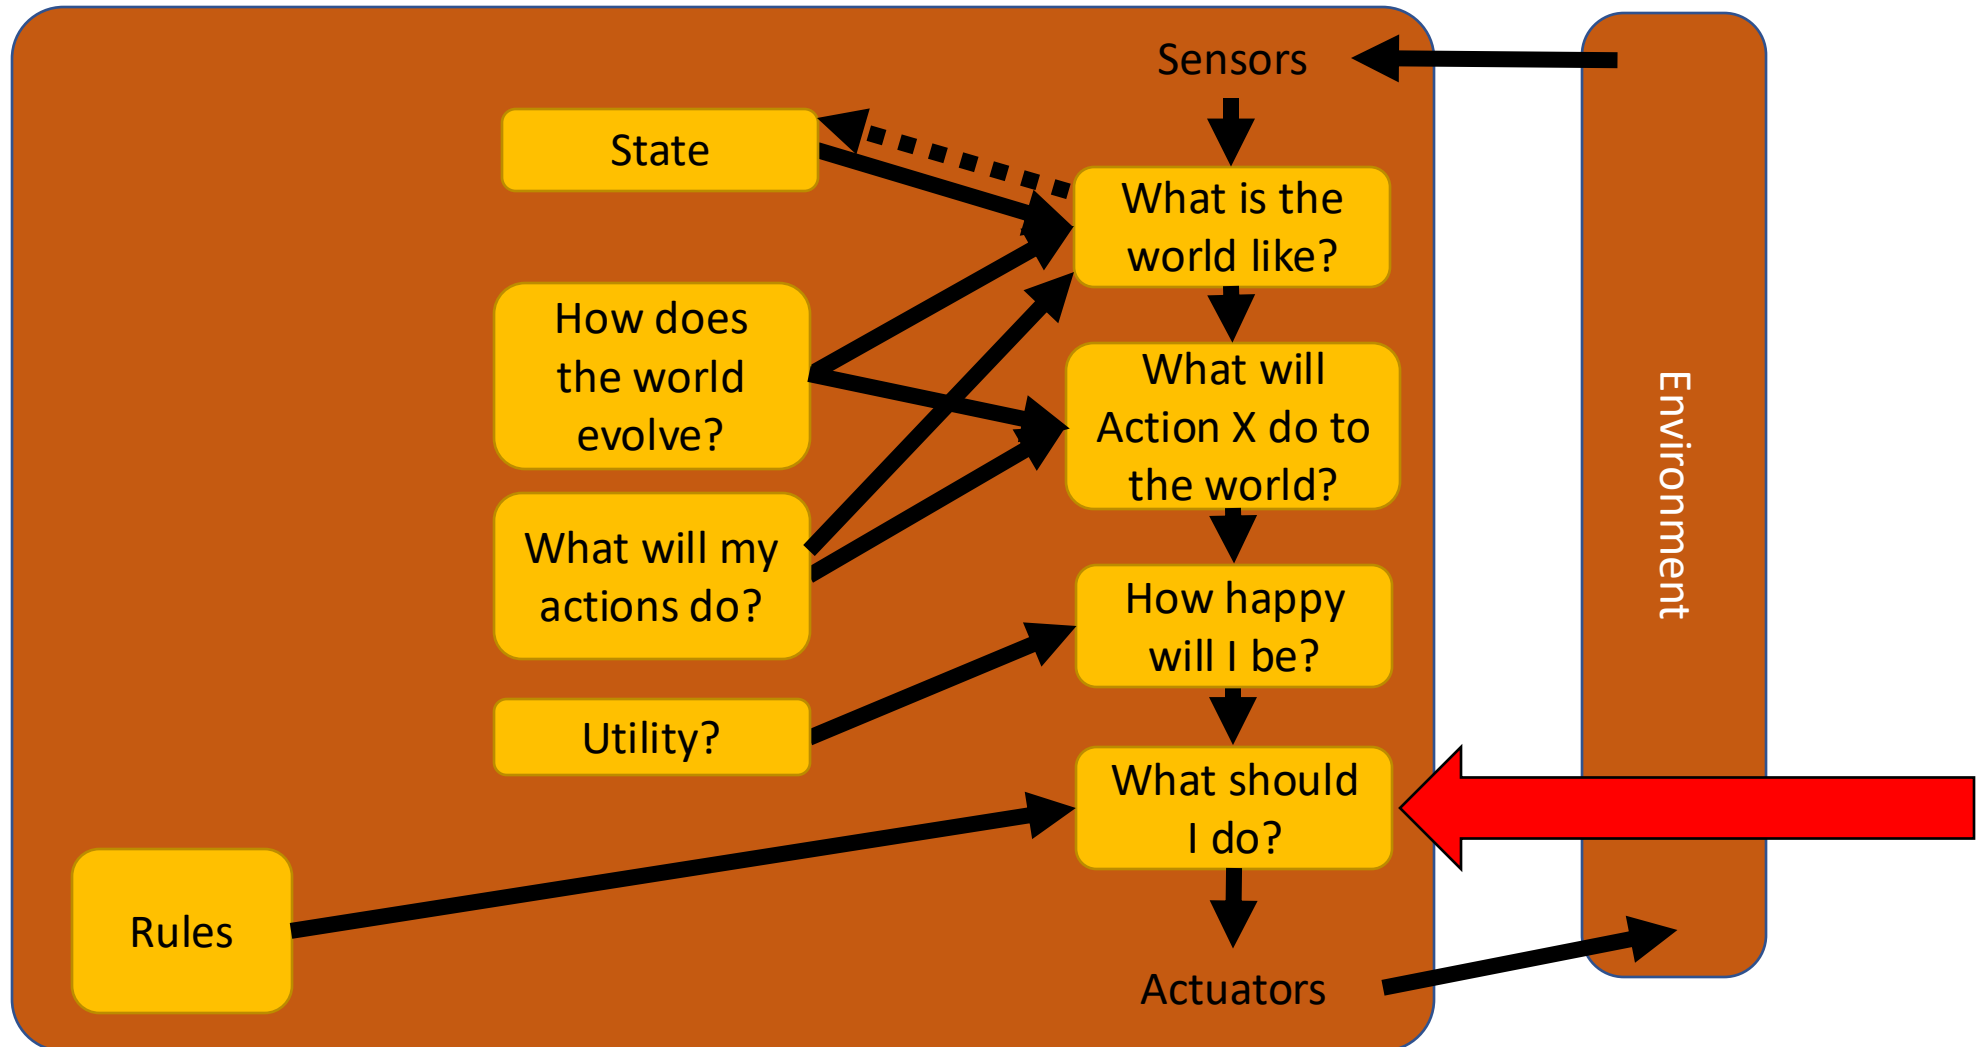 Sensors
State
What is the
world like?
How does
the world
evolve?
What will
Action X do to
the world?
What will my
actions do?
How happy
will I be?
Utility?
What should
I do?
Rules
Actuators
Environment